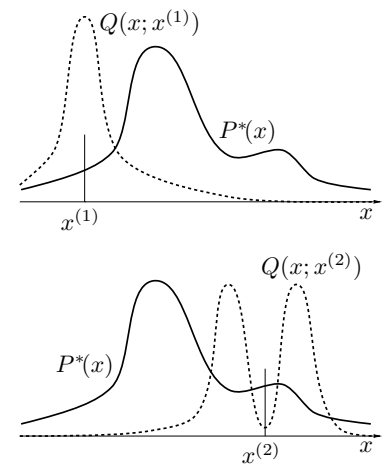 Q(x; x^{(1)})
P*(x)
x^{(1)}
x
Q(x; x^{(2)})
P*(x)
x^{(2)}
x